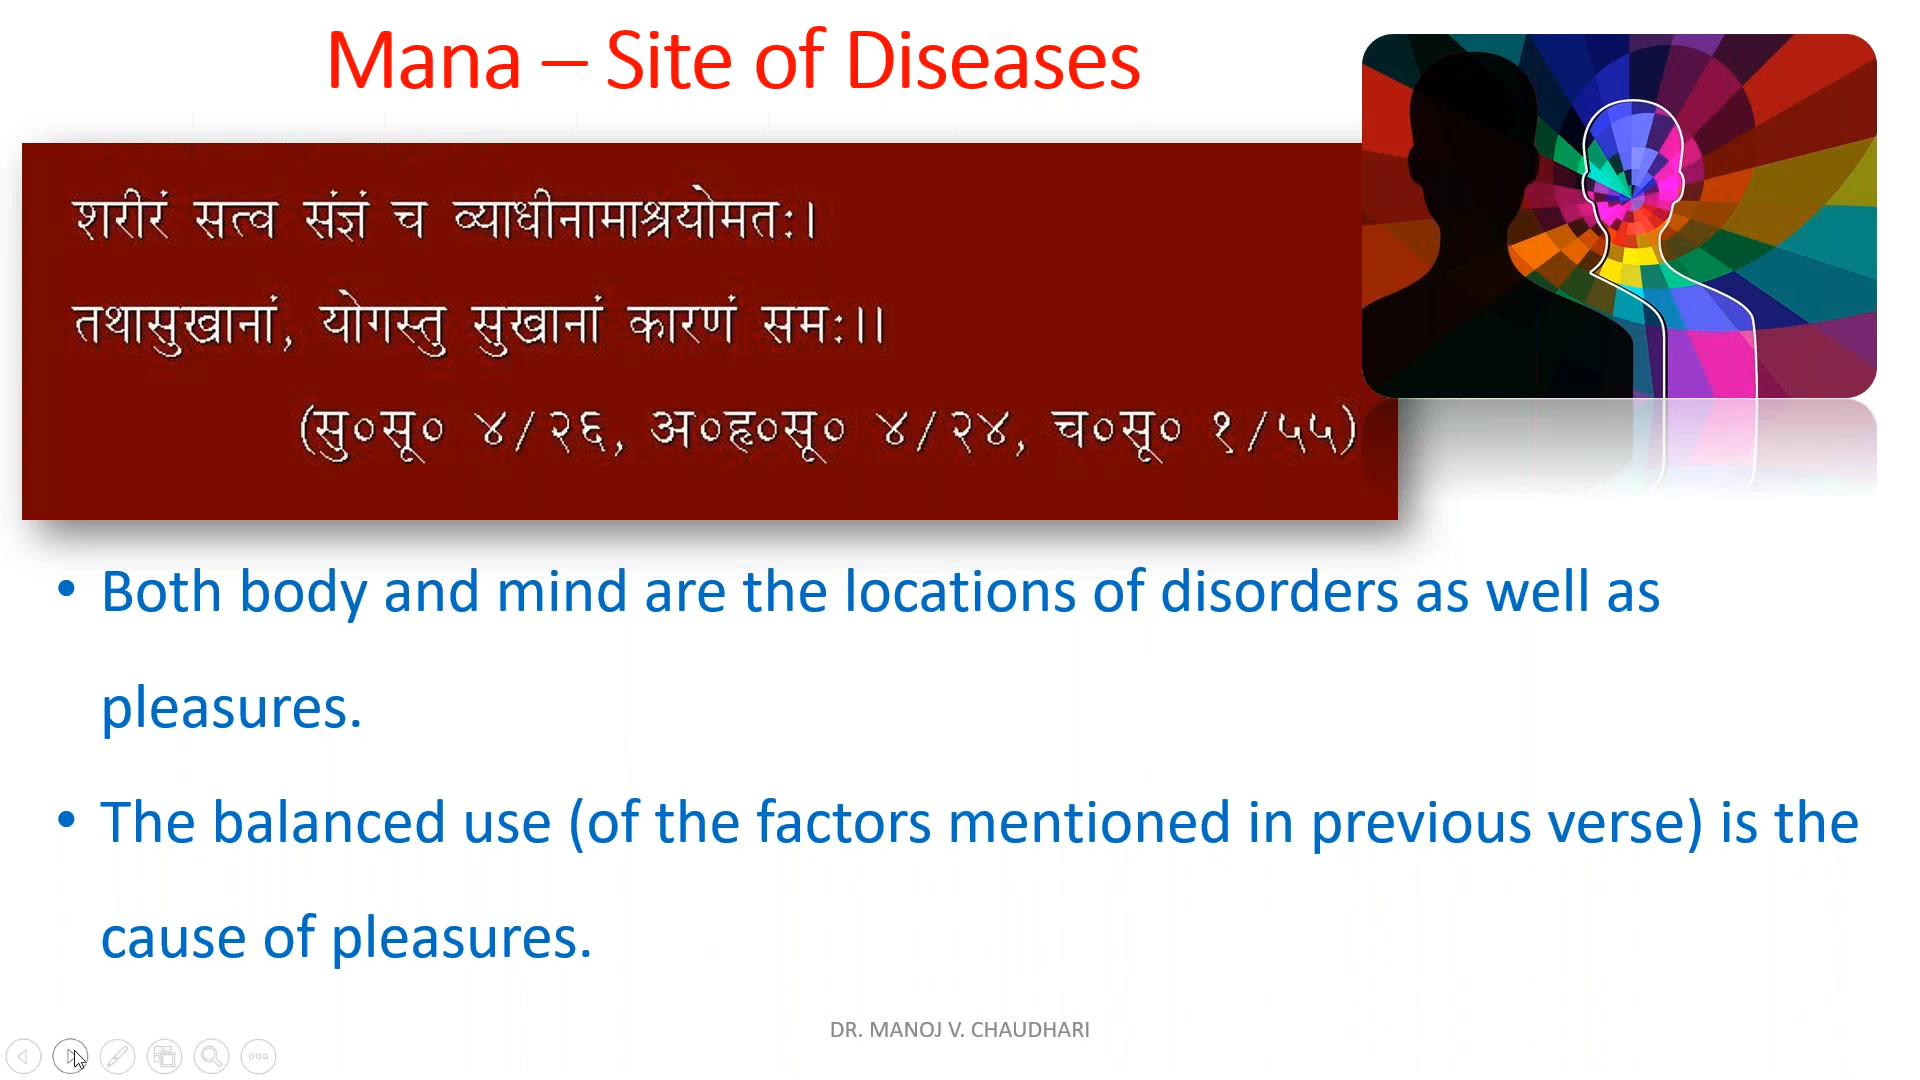 Mana – Site of Diseases
शरीरं सत्व संज्ञं च व्याधीनामाश्रयोमतः।
तथासुखानां, योगस्तु सुखानां कारणं समः।।
(सु०सू० ४/२६, अ०हृ०सू० ४/२४, च०सू० १/५५)
• Both body and mind are the locations of disorders as well as
pleasures.
• The balanced use (of the factors mentioned in previous verse) is the
cause of pleasures.
DR. MANOJ V. CHAUDHARI